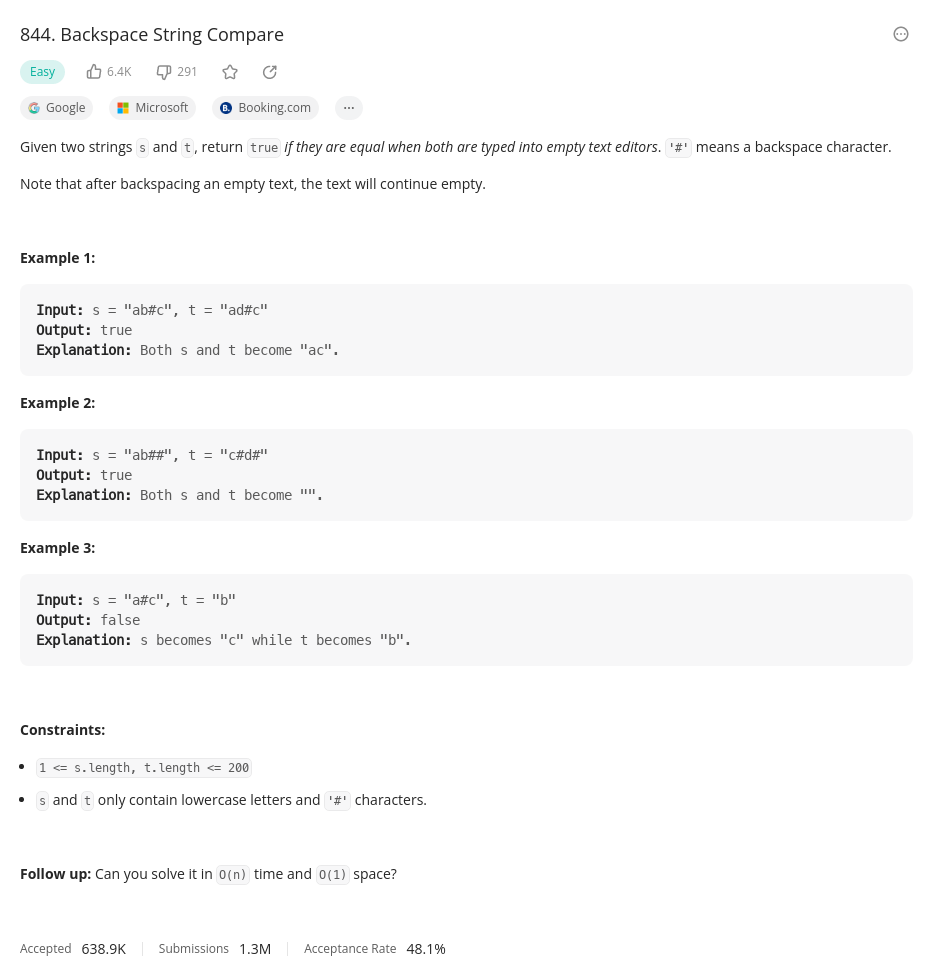 844. Backspace String Compare
Easy 6.4K 291
Google Microsoft B. Booking.com ...
Given two strings s and t, return true if they are equal when both are typed into empty text editors. '#' means a backspace character.
Note that after backspacing an empty text, the text will continue empty.
Example 1:
Input: s = "ab#c", t = "ad#c"
Output: true
Explanation: Both s and t become "ac".
Example 2:
Input: s = "ab##", t = "c#d#"
Output: true
Explanation: Both s and t become "".
Example 3:
Input: s = "a#c", t = "b"
Output: false
Explanation: s becomes "c" while t becomes "b".
Constraints:
• 1 <= s.length, t.length <= 200
• s and t only contain lowercase letters and '#' characters.
Follow up: Can you solve it in O(n) time and O(1) space?
Accepted 638.9K Submissions 1.3M Acceptance Rate 48.1%